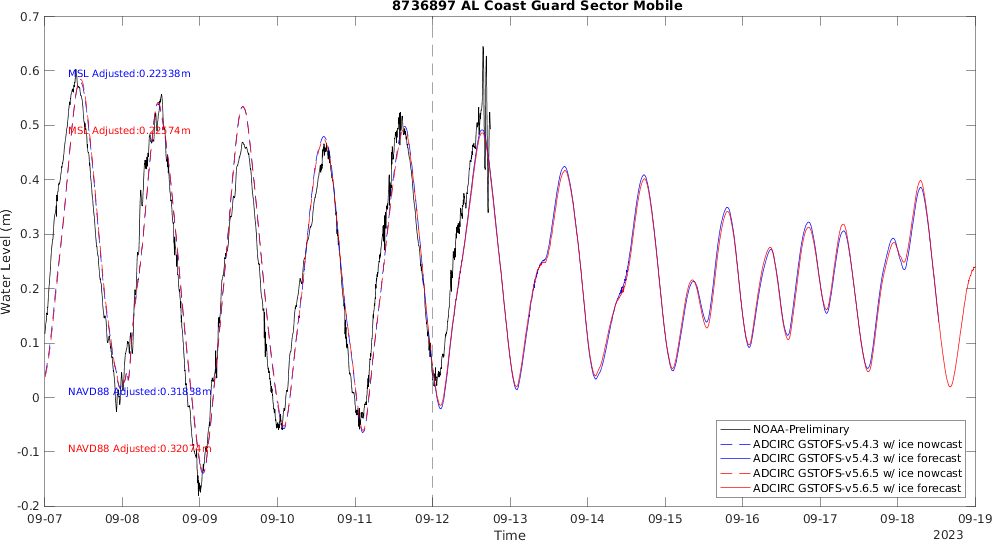 8736897 AL Coast Guard Sector Mobile
0.7
0.6
0.5
0.4
0.3
0.2
0.1
0
-0.1
-0.2
Water Level (m)
MSL Adjusted:0.22338m
MSL Adjusted:0.22574m
NAVD88 Adjusted:0.31838m
NAVD88 Adjusted:0.32074m
NOAA-Preliminary
ADCIRC GSTOFS-v5.4.3 w/ ice nowcast
ADCIRC GSTOFS-v5.4.3 w/ ice forecast
ADCIRC GSTOFS-v5.6.5 w/ ice nowcast
ADCIRC GSTOFS-v5.6.5 w/ ice forecast
09-07 09-08 09-09 09-10 09-11 09-12 09-13 09-14 09-15 09-16 09-17 09-18 09-19
Time
2023